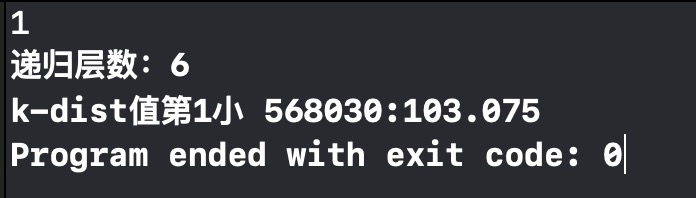 1
递归层数：6
k-dist值第1小 568030:103.075
Program ended with exit code: 0